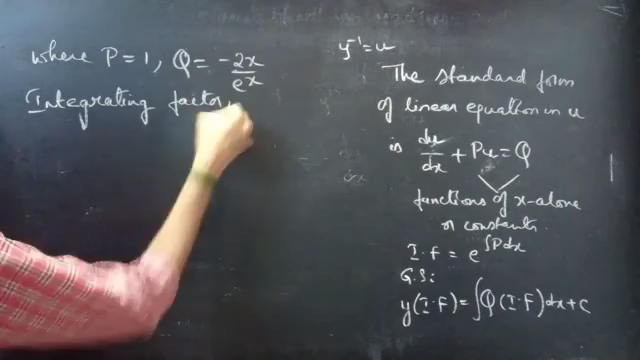 where P = 1, Q = -2x/e^x
Integrating factor
y^-1 = u
The standard form
of linear equation in u
is du/dx + Pu = Q
functions of x-alone
or constants.
I.f = e^∫Pdx
G.S:
y(I.F) = ∫Q(I.F)dx + C